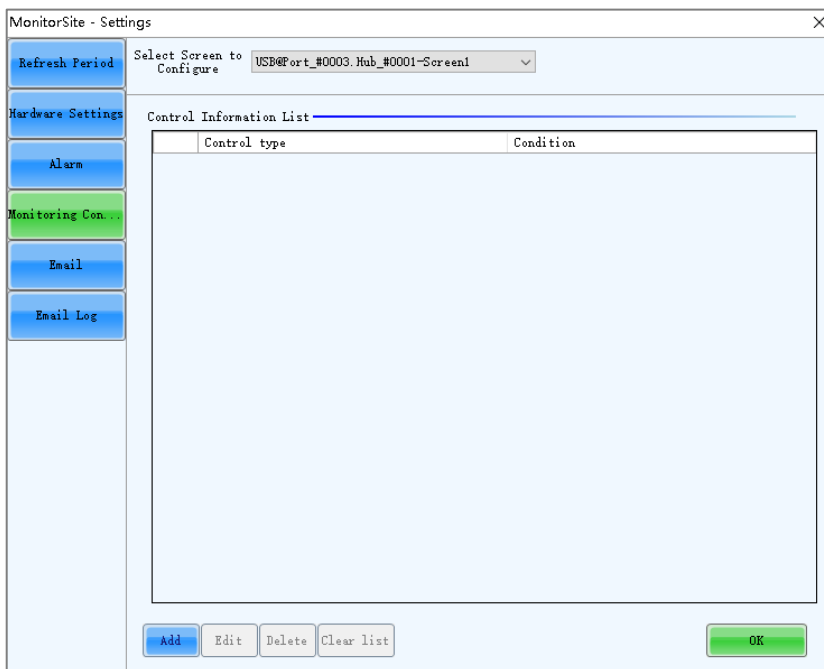 MonitorSite - Settings
Refresh Period
Hardware Settings
Alarm
Monitoring Con...
Email
Email Log
Select Screen to
Configure
USB@Port_#0003.Hub_#0001-Screen1
Control Information List
Control type Condition
Add Edit Delete Clear list OK